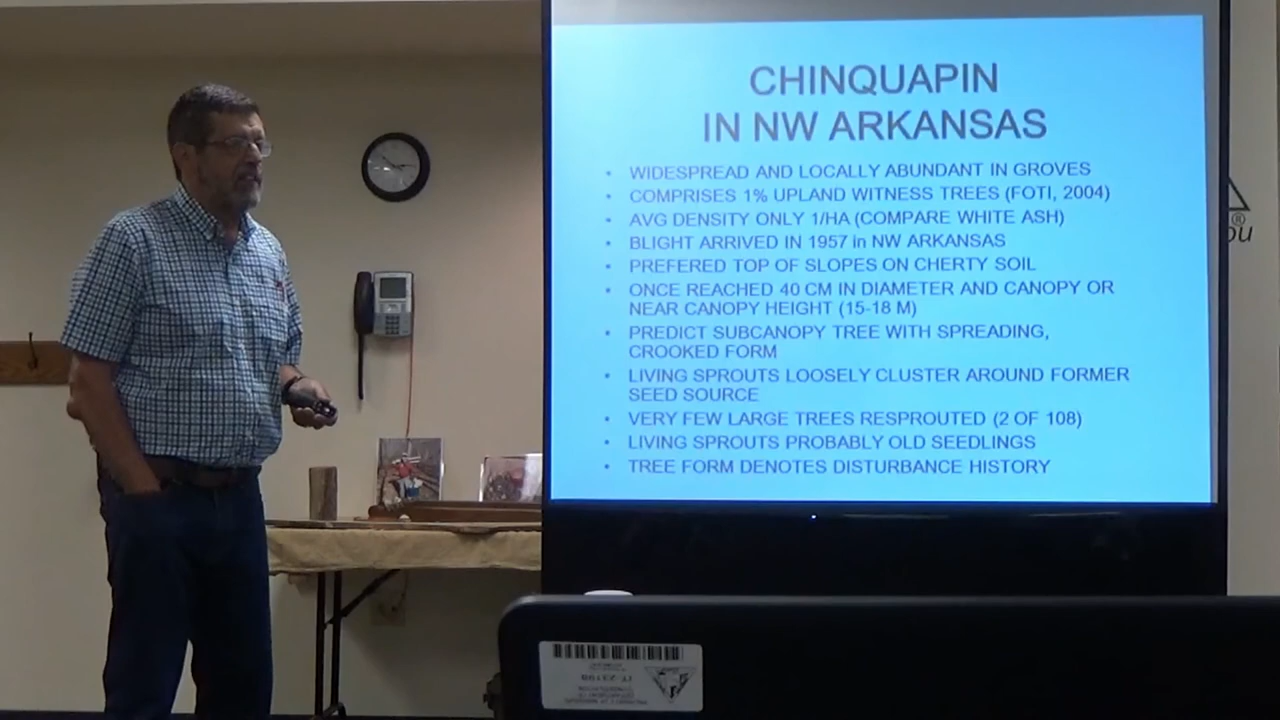 CHINQUAPIN
IN NW ARKANSAS
• WIDESPREAD AND LOCALLY ABUNDANT IN GROVES
• COMPRISES 1% UPLAND WITNESS TREES (FOTI, 2004)
• AVG DENSITY ONLY 1/HA (COMPARE WHITE ASH)
• BLIGHT ARRIVED IN 1957 in NW ARKANSAS
• PREFERED TOP OF SLOPES ON CHERTY SOIL
• ONCE REACHED 40 CM IN DIAMETER AND CANOPY OR
NEAR CANOPY HEIGHT (15-18 M)
• PREDICT SUBCANOPY TREE WITH SPREADING,
CROOKED FORM
• LIVING SPROUTS LOOSELY CLUSTER AROUND FORMER
SEED SOURCE
• VERY FEW LARGE TREES RESPROUTED (2 OF 108)
• LIVING SPROUTS PROBABLY OLD SEEDLINGS
• TREE FORM DENOTES DISTURBANCE HISTORY
®